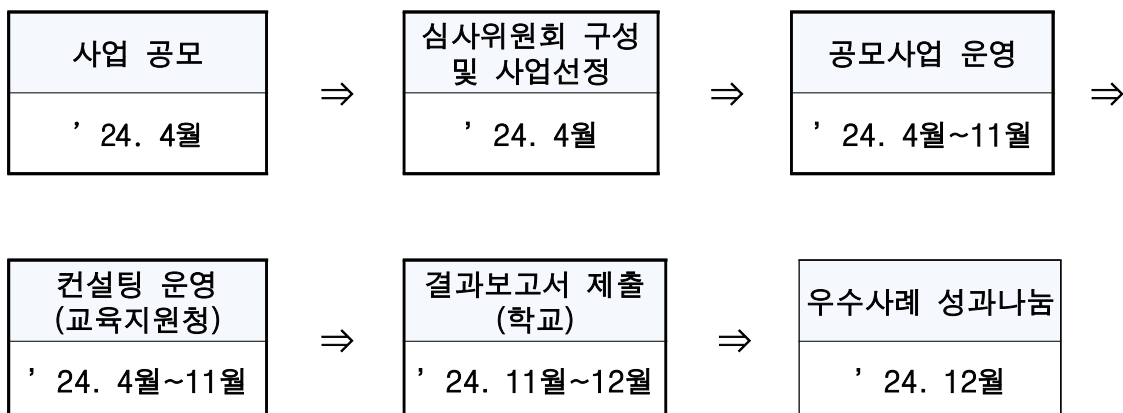 사업 공모
’ 24. 4월
⇒
심사위원회 구성
및 사업선정
’ 24. 4월
⇒
공모사업 운영
’ 24. 4월~11월
⇒
컨설팅 운영
(교육지원청)
’ 24. 4월~11월
⇒
결과보고서 제출
(학교)
’ 24. 11월~12월
⇒
우수사례 성과나눔
’ 24. 12월